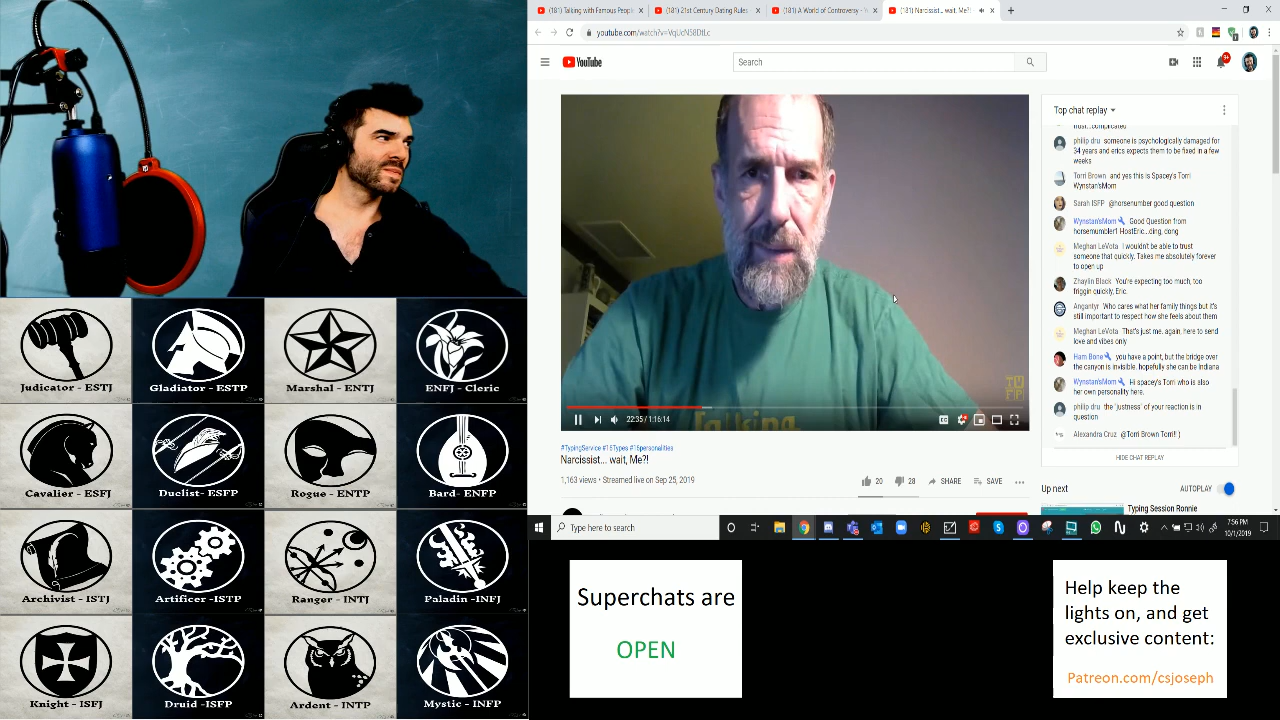 (181) Talking with Famous People
(181) 21st Century Dating Rules
(181) A World of Controversy - Y
(181) Narcissist... wait, Me?!
YouTube
Search
9+
Top chat replay
philip dru someone is psychologically damaged for
34 years and erics expects them to be fixed in a few
weeks
Torri Brown and yes this is Spacey's Torri
Wynstan'sMom
Sarah ISFP @horsenumber good question
Wynstan'sMom Good Question from
horsenumber1 HostEric...ding, dong
Meghan LeVota I wouldn't be able to trust
someone that quickly. Takes me absolutely forever
to open up
Zhaylin Black You're expecting too much, too
friggin quickly, Eric.
Angantyr Who cares what her family things but it's
still important to respect how she feels about them
Meghan LeVota That's just me. again, here to send
love and vibes only
Ham Bone you have a point, but the bridge over
the canyon is invisible. hopefully she can be Indiana
Wynstan'sMom Hi spacey's Torri who is also
her own personality here.
philip dru the 'justness' of your reaction is in
question
Alexandra Cruz @Torri Brown Torri!:)
HIDE CHAT REPLAY
22:35 / 1:16:14
Talking
#TypingService #16Types #16personalities
Narcissist... wait, Me?!
1,163 views • Streamed live on Sep 25, 2019
20
28
SHARE
SAVE
Up next
AUTOPLAY
Typing Session Ronnie
Type here to search
7:56 PM
10/1/2019
Judicator - ESTJ
Gladiator - ESTP
Marshal - ENTJ
ENFJ - Cleric
Cavalier - ESFJ
Duelist- ESFP
Rogue - ENTP
Bard- ENFP
Archivist - ISTJ
Artificer -ISTP
Ranger - INTJ
Paladin -INFJ
Knight - ISFJ
Druid -ISFP
Ardent - INTP
Mystic - INFP
Superchats are
OPEN
Help keep the
lights on, and get
exclusive content:
Patreon.com/csjoseph